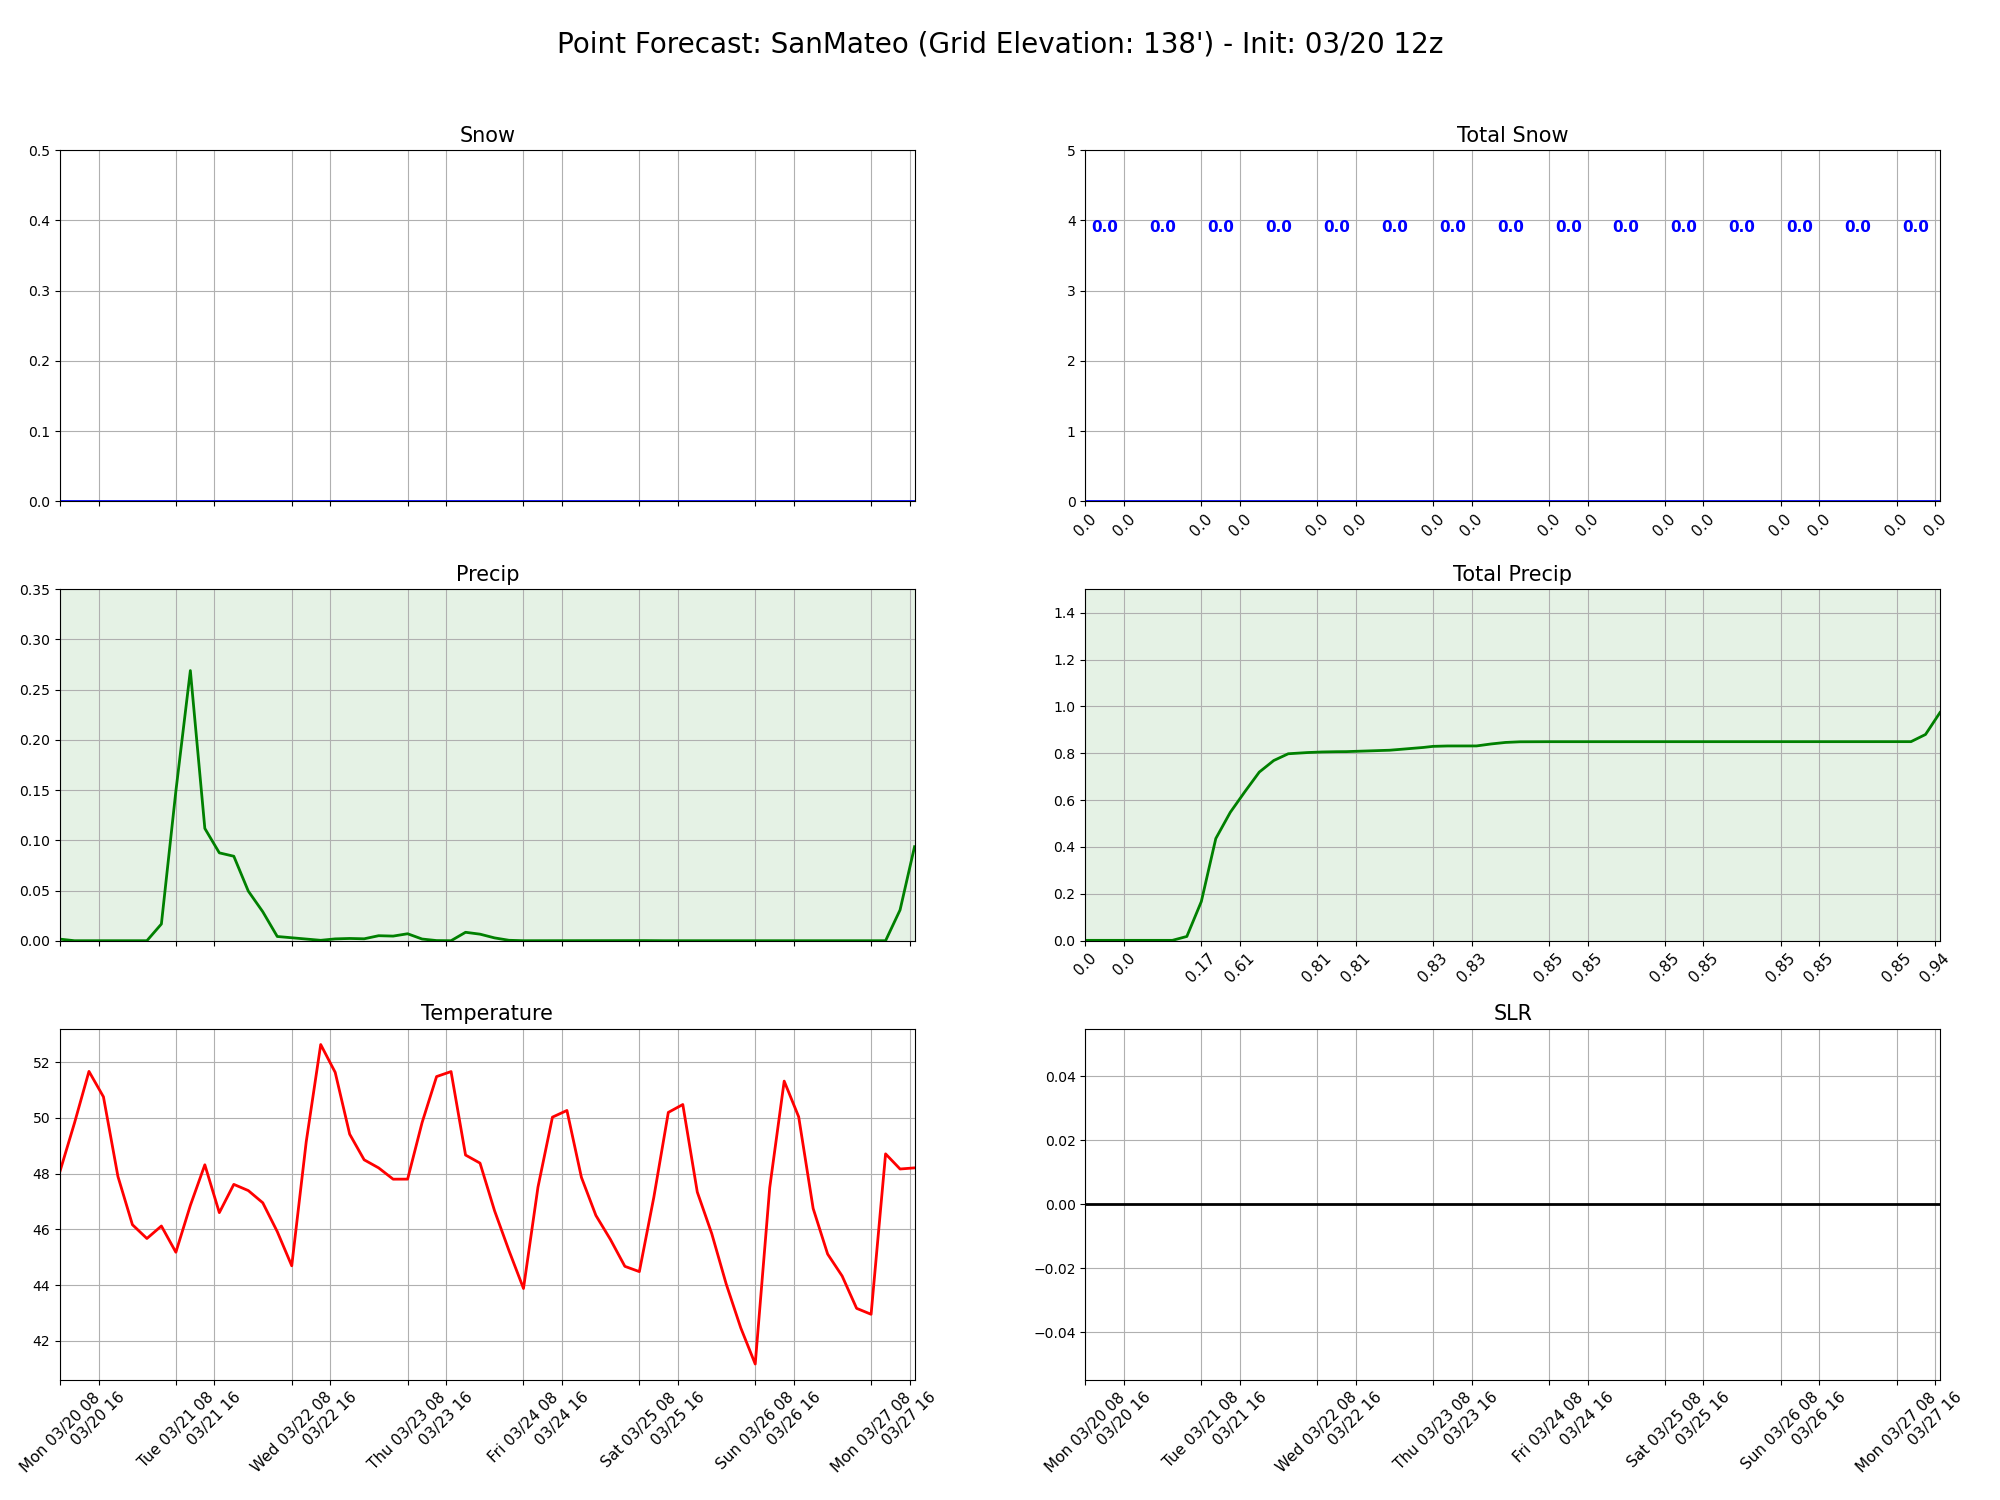 Point Forecast: SanMateo (Grid Elevation: 138') - Init: 03/20 12z
Snow
0.5
0.4
0.3
0.2
0.1
0.0
Total Snow
5
4
3
2
1
0
0.0 0.0 0.0 0.0 0.0 0.0 0.0 0.0 0.0 0.0 0.0 0.0 0.0 0.0 0.0
0.0 0.0 0.0 0.0 0.0 0.0 0.0 0.0 0.0 0.0 0.0 0.0 0.0 0.0 0.0 0.0
Precip
0.35
0.30
0.25
0.20
0.15
0.10
0.05
0.00
Total Precip
1.4
1.2
1.0
0.8
0.6
0.4
0.2
0.0
0.0 0.0 0.17 0.61 0.81 0.81 0.83 0.83 0.85 0.85 0.85 0.85 0.85 0.85 0.85 0.94
Temperature
52
50
48
46
44
42
Mon 03/20 08
03/20 16
Tue 03/21 08
03/21 16
Wed 03/22 08
03/22 16
Thu 03/23 08
03/23 16
Fri 03/24 08
03/24 16
Sat 03/25 08
03/25 16
Sun 03/26 08
03/26 16
Mon 03/27 08
03/27 16
SLR
0.04
0.02
0.00
−0.02
−0.04
Mon 03/20 08
03/20 16
Tue 03/21 08
03/21 16
Wed 03/22 08
03/22 16
Thu 03/23 08
03/23 16
Fri 03/24 08
03/24 16
Sat 03/25 08
03/25 16
Sun 03/26 08
03/26 16
Mon 03/27 08
03/27 16